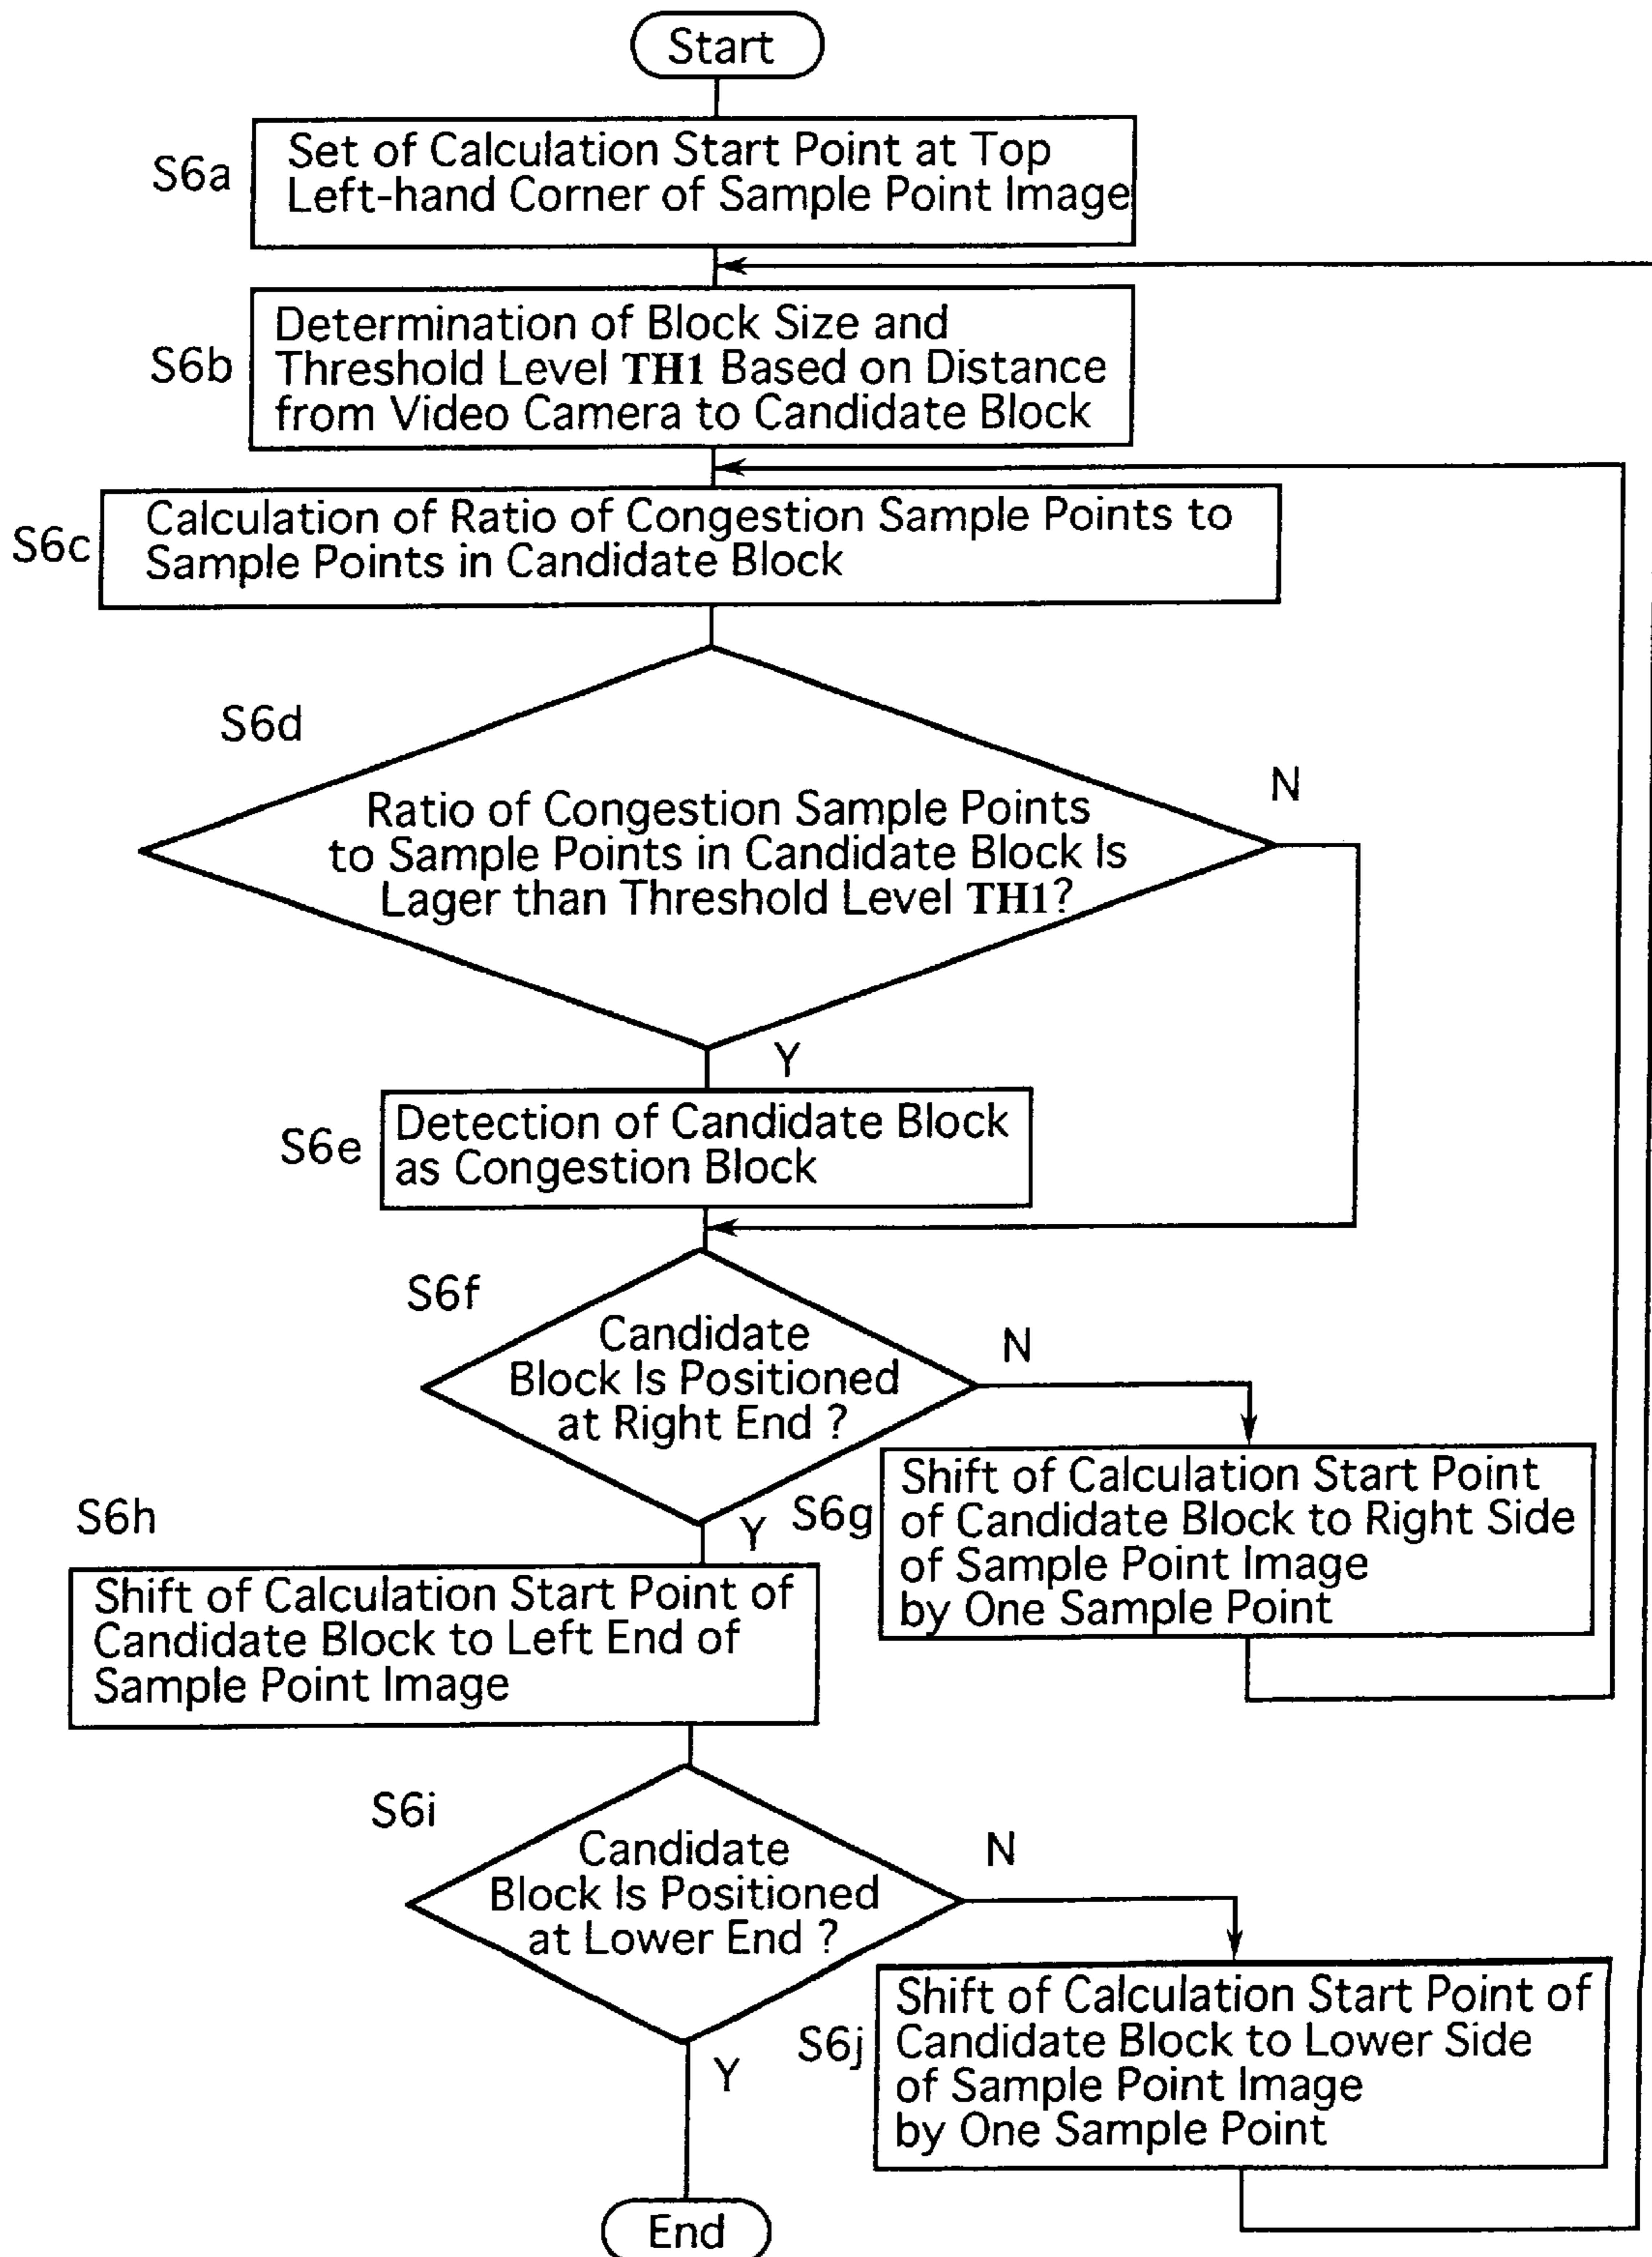 Start
S6a
Set of Calculation Start Point at Top
Left-hand Corner of Sample Point Image
S6b
Determination of Block Size and
Threshold Level TH1 Based on Distance
from Video Camera to Candidate Block
S6c
Calculation of Ratio of Congestion Sample Points to
Sample Points in Candidate Block
S6d
N
Ratio of Congestion Sample Points
to Sample Points in Candidate Block Is
Lager than Threshold Level TH1?
Y
S6e
Detection of Candidate Block
as Congestion Block
S6f
Candidate
Block Is Positioned
at Right End ?
N
Y
S6g
Shift of Calculation Start Point
of Candidate Block to Right Side
of Sample Point Image
by One Sample Point
S6h
Shift of Calculation Start Point of
Candidate Block to Left End of
Sample Point Image
S6i
Candidate
Block Is Positioned
at Lower End ?
N
Y
S6j
Shift of Calculation Start Point of
Candidate Block to Lower Side
of Sample Point Image
by One Sample Point
End